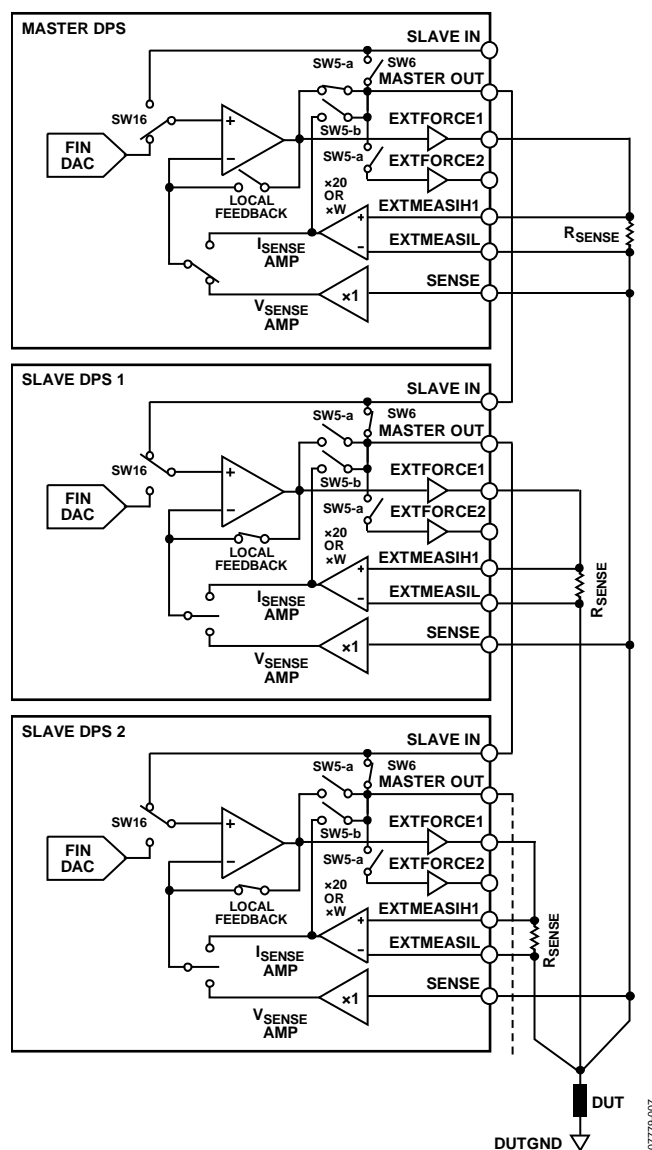 MASTER DPS
SLAVE IN
SW5-a
SW6
MASTER OUT
SW16
EXTFORCE1
FIN
DAC
SW5-b
SW5-a
EXTFORCE2
LOCAL
FEEDBACK
×20
OR
×W
EXTMEASIH1
RSENSE
ISENSE
AMP
EXTMEASIL
SENSE
×1
VSENSE
AMP
SLAVE DPS 1
SLAVE IN
SW5-a
SW6
MASTER OUT
SW16
EXTFORCE1
FIN
DAC
SW5-b
SW5-a
EXTFORCE2
LOCAL
FEEDBACK
×20
OR
×W
EXTMEASIH1
RSENSE
ISENSE
AMP
EXTMEASIL
SENSE
×1
VSENSE
AMP
SLAVE DPS 2
SLAVE IN
SW5-a
SW6
MASTER OUT
SW16
EXTFORCE1
FIN
DAC
SW5-b
SW5-a
EXTFORCE2
LOCAL
FEEDBACK
×20
OR
×W
EXTMEASIH1
RSENSE
ISENSE
AMP
EXTMEASIL
SENSE
×1
VSENSE
AMP
DUT
DUTGND
07779-007